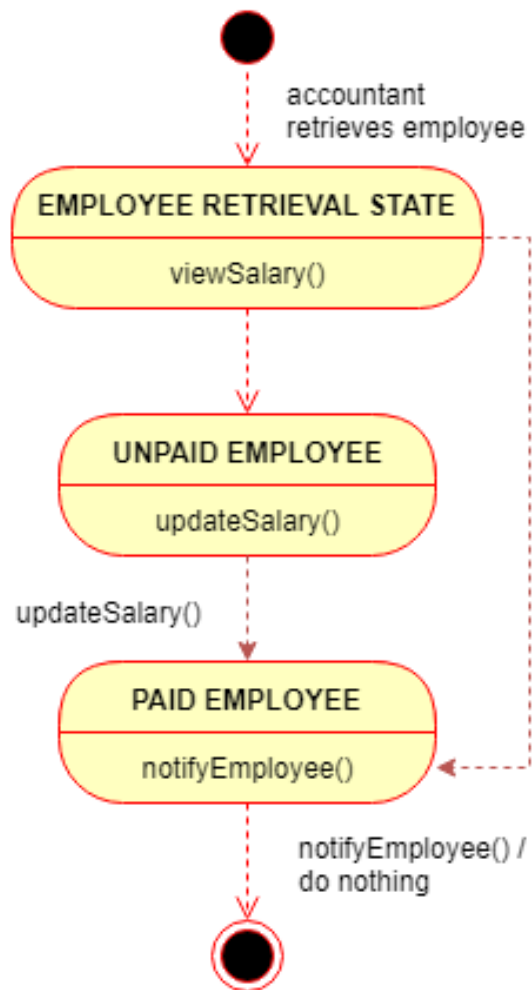 accountant
retrieves employee
EMPLOYEE RETRIEVAL STATE
viewSalary()
UNPAID EMPLOYEE
updateSalary()
updateSalary()
PAID EMPLOYEE
notifyEmployee()
notifyEmployee() /
do nothing